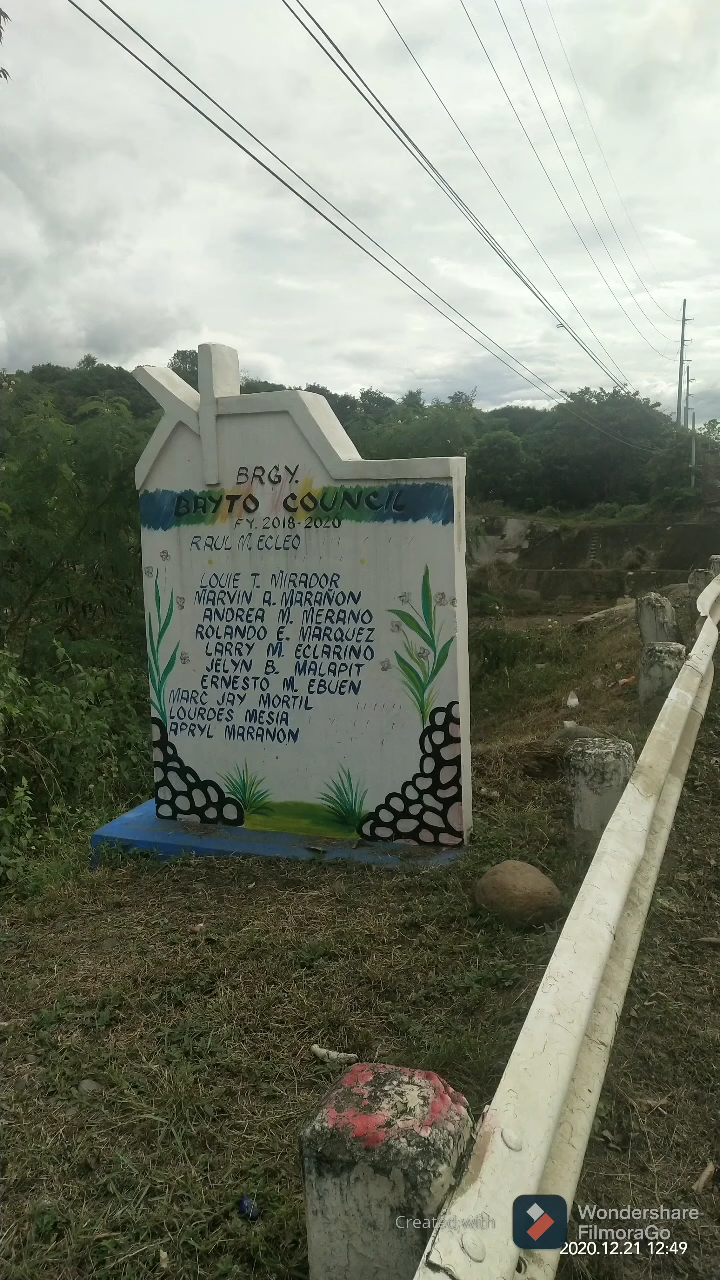 BRGY.
BAYTO COUNCIL
FY. 2018-2020
RAUL M. ECLEO
LOUIE T. MIRADOR
MARVIN A. MARAÑON
ANDREA M. MERANO
ROLANDO E. MARQUEZ
LARRY M. ECLARINO
JELYN B. MALAPIT
ERNESTO M. EBUEN
MARC JAY MORTIL
LOURDES MESIA
APRYL MARANON
Created with
Wondershare
FilmoraGo
2020.12.21 12:49